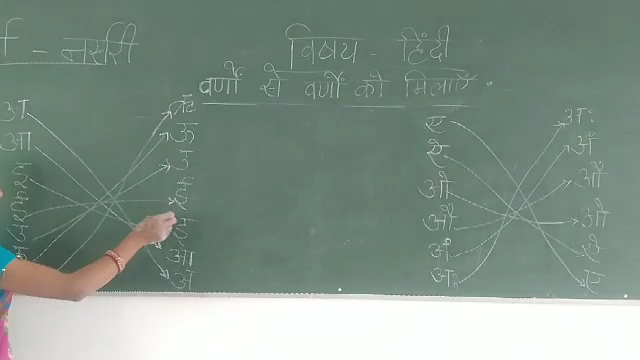 - नर्सरी
विषय - हिंदी
वर्णों से वर्णों को मिलाएँ .
अ
आ ऊ
इ उ
ई ई
इ
आ
अ
ए अः
ऐ अं
ओ औ
औ ओ
अं ऐ
अः ए